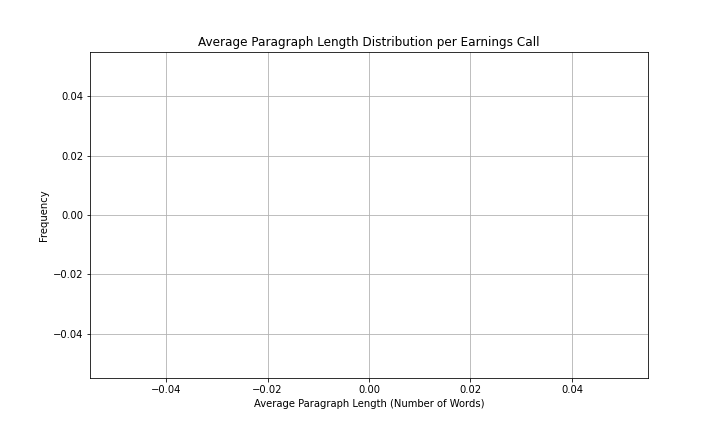 Average Paragraph Length Distribution per Earnings Call
0.04
0.02
0.00
−0.02
−0.04
Frequency
−0.04 −0.02 0.00 0.02 0.04
Average Paragraph Length (Number of Words)